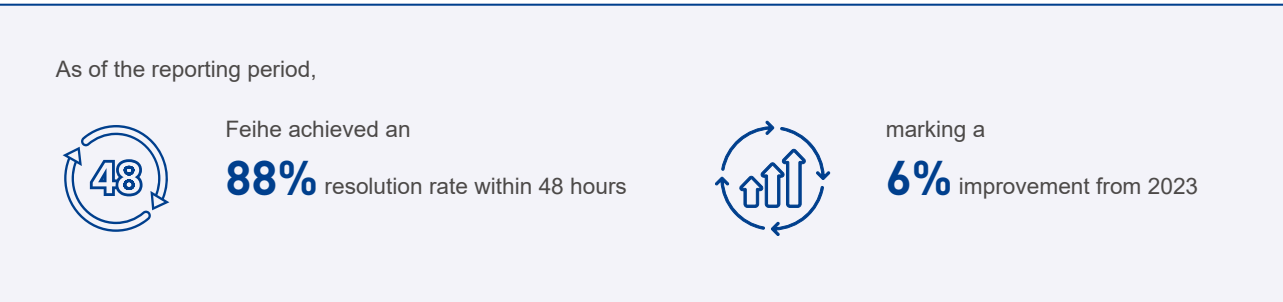 As of the reporting period,
48
Feihe achieved an
88% resolution rate within 48 hours
marking a
6% improvement from 2023